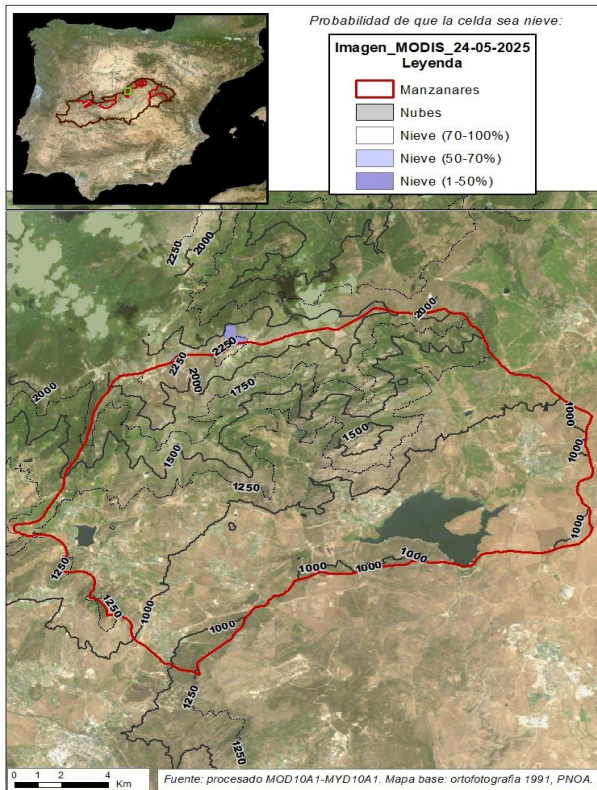 Probabilidad de que la celda sea nieve:
Imagen_MODIS_24-05-2025
Leyenda
Manzanares
Nubes
Nieve (70-100%)
Nieve (50-70%)
Nieve (1-50%)
2250
2000
2000
2250
2250
2000
2000
1750
1000
1500
1500
1000
1250
1000
1000
1000
1000
1250
1250
1000
1000
1250
1250
0 1 2 4
Km
Fuente: procesado MOD10A1-MYD10A1. Mapa base: ortofotografia 1991, PNOA.